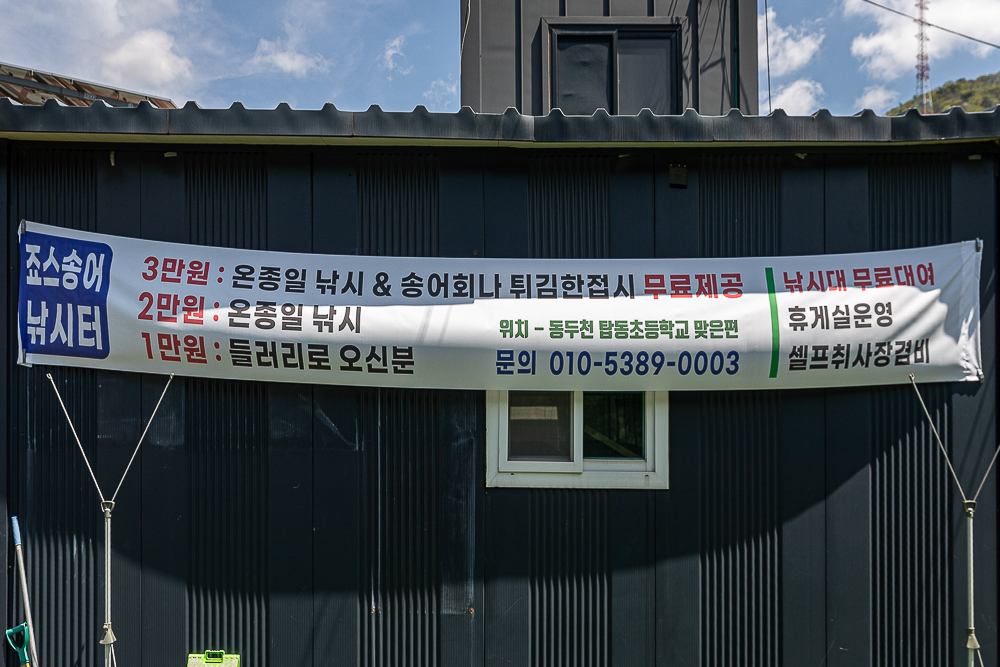 죠스송어
낚시터
3만원 : 온종일 낚시 & 송어회나 튀김한접시 무료제공
2만원 : 온종일 낚시
1만원 : 들러리로 오신분
위치 - 동두천 탑동초등학교 맞은편
문의 010-5389-0003
낚시대 무료대여
휴게실운영
셀프취사장겸비